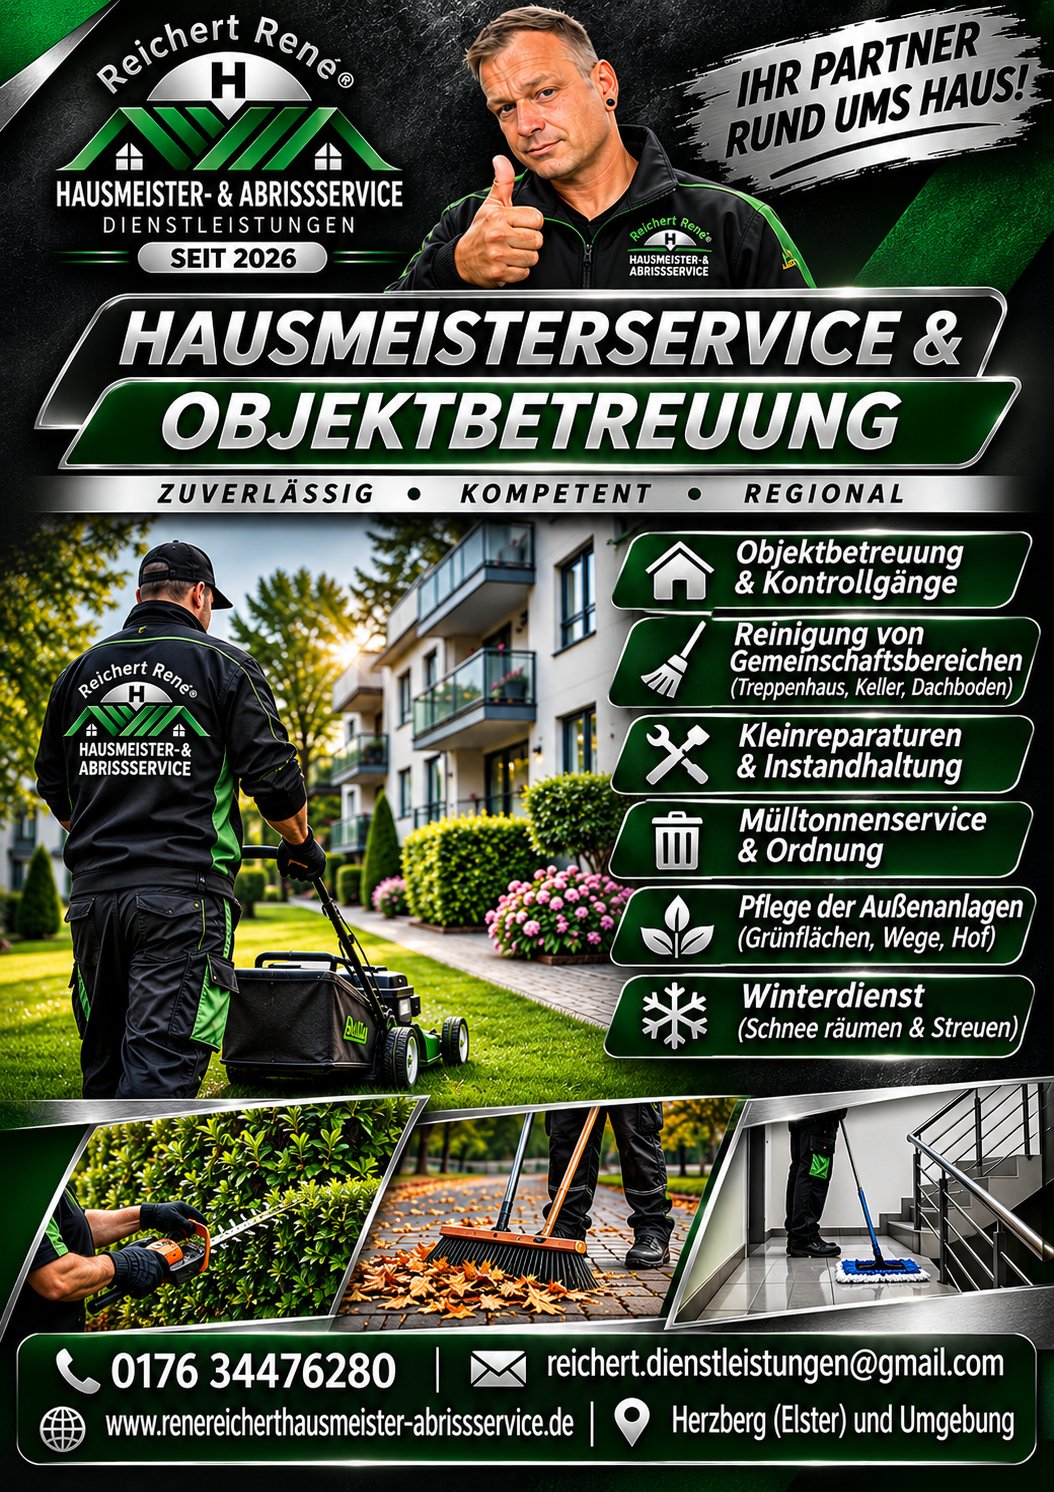 Reichert René®
H
HAUSMEISTER- & ABRISSSERVICE
DIENSTLEISTUNGEN
SEIT 2026
IHR PARTNER
RUND UMS HAUS!
Reichert René®
H
HAUSMEISTER-&
ABRISSSERVICE
HAUSMEISTERSERVICE &
OBJEKTBETREUUNG
ZUVERLÄSSIG • KOMPETENT • REGIONAL
Reichert René®
H
HAUSMEISTER-&
ABRISSSERVICE
Objektbetreuung
& Kontrollgänge
Reinigung von
Gemeinschaftsbereichen
(Treppenhaus, Keller, Dachboden)
Kleinreparaturen
& Instandhaltung
Mülltonnenservice
& Ordnung
Pflege der Außenanlagen
(Grünflächen, Wege, Hof)
Winterdienst
(Schnee räumen & Streuen)
0176 34476280 | reichert.dienstleistungen@gmail.com
www.renereicherthausmeister-abrissservice.de | Herzberg (Elster) und Umgebung